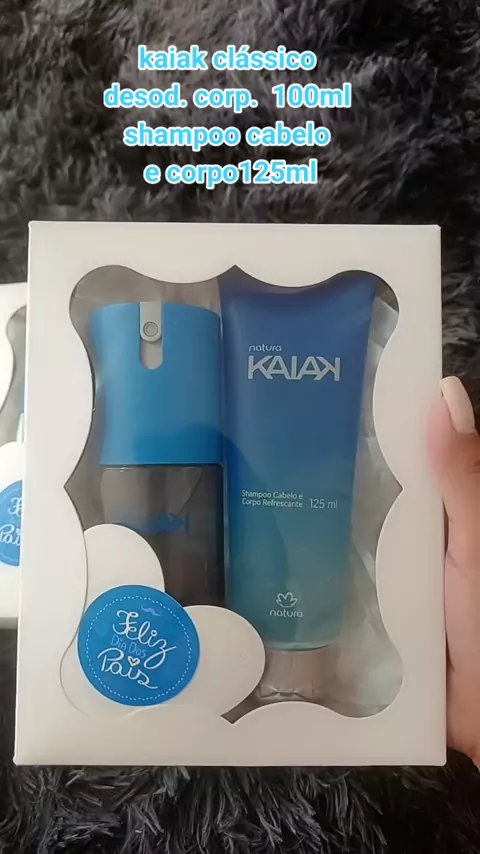 kaiak clássico
desod. corp. 100ml
shampoo cabelo
e corpo125ml
natura
KAIAK
Shampoo Cabelo e
Corpo Refrescante 125 ml
natura
KAIAK
Feliz
Dia Dos
Pais